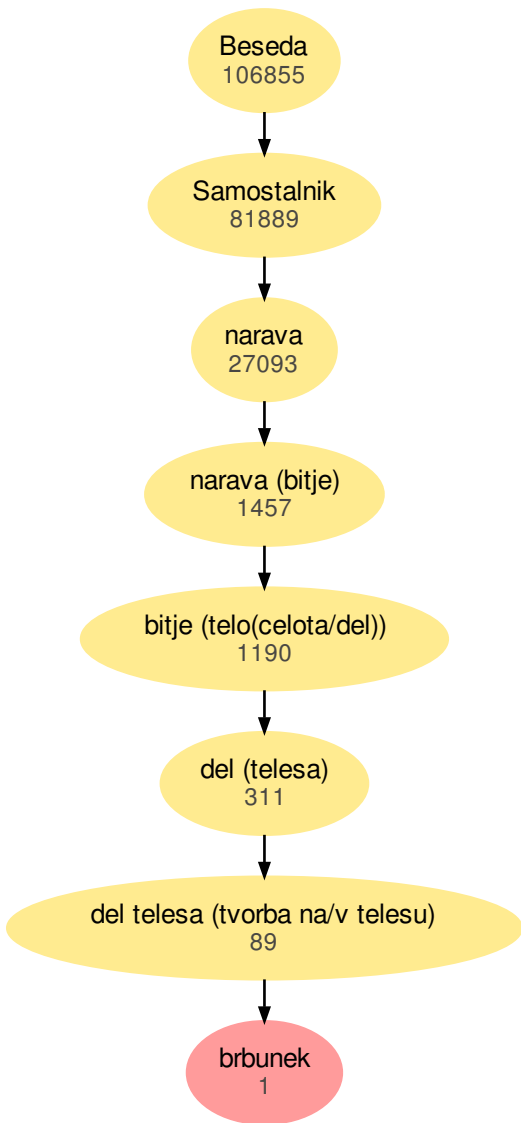 Beseda
106855
Samostalnik
81889
narava
27093
narava (bitje)
1457
bitje (telo(celota/del))
1190
del (telesa)
311
del telesa (tvorba na/v telesu)
89
brbunek
1